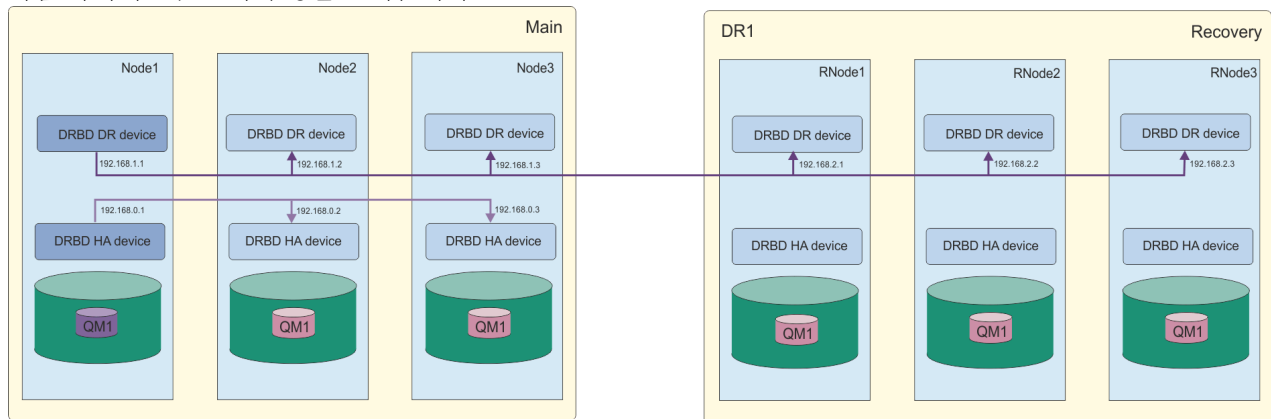 Main
Node1
Node2
Node3
DRBD DR device
DRBD DR device
DRBD DR device
192.168.1.1
192.168.1.2
192.168.1.3
192.168.0.1
192.168.0.2
192.168.0.3
DRBD HA device
DRBD HA device
DRBD HA device
QM1
QM1
QM1
DR1
Recovery
RNode1
RNode2
RNode3
DRBD DR device
DRBD DR device
DRBD DR device
192.168.2.1
192.168.2.2
192.168.2.3
DRBD HA device
DRBD HA device
DRBD HA device
QM1
QM1
QM1